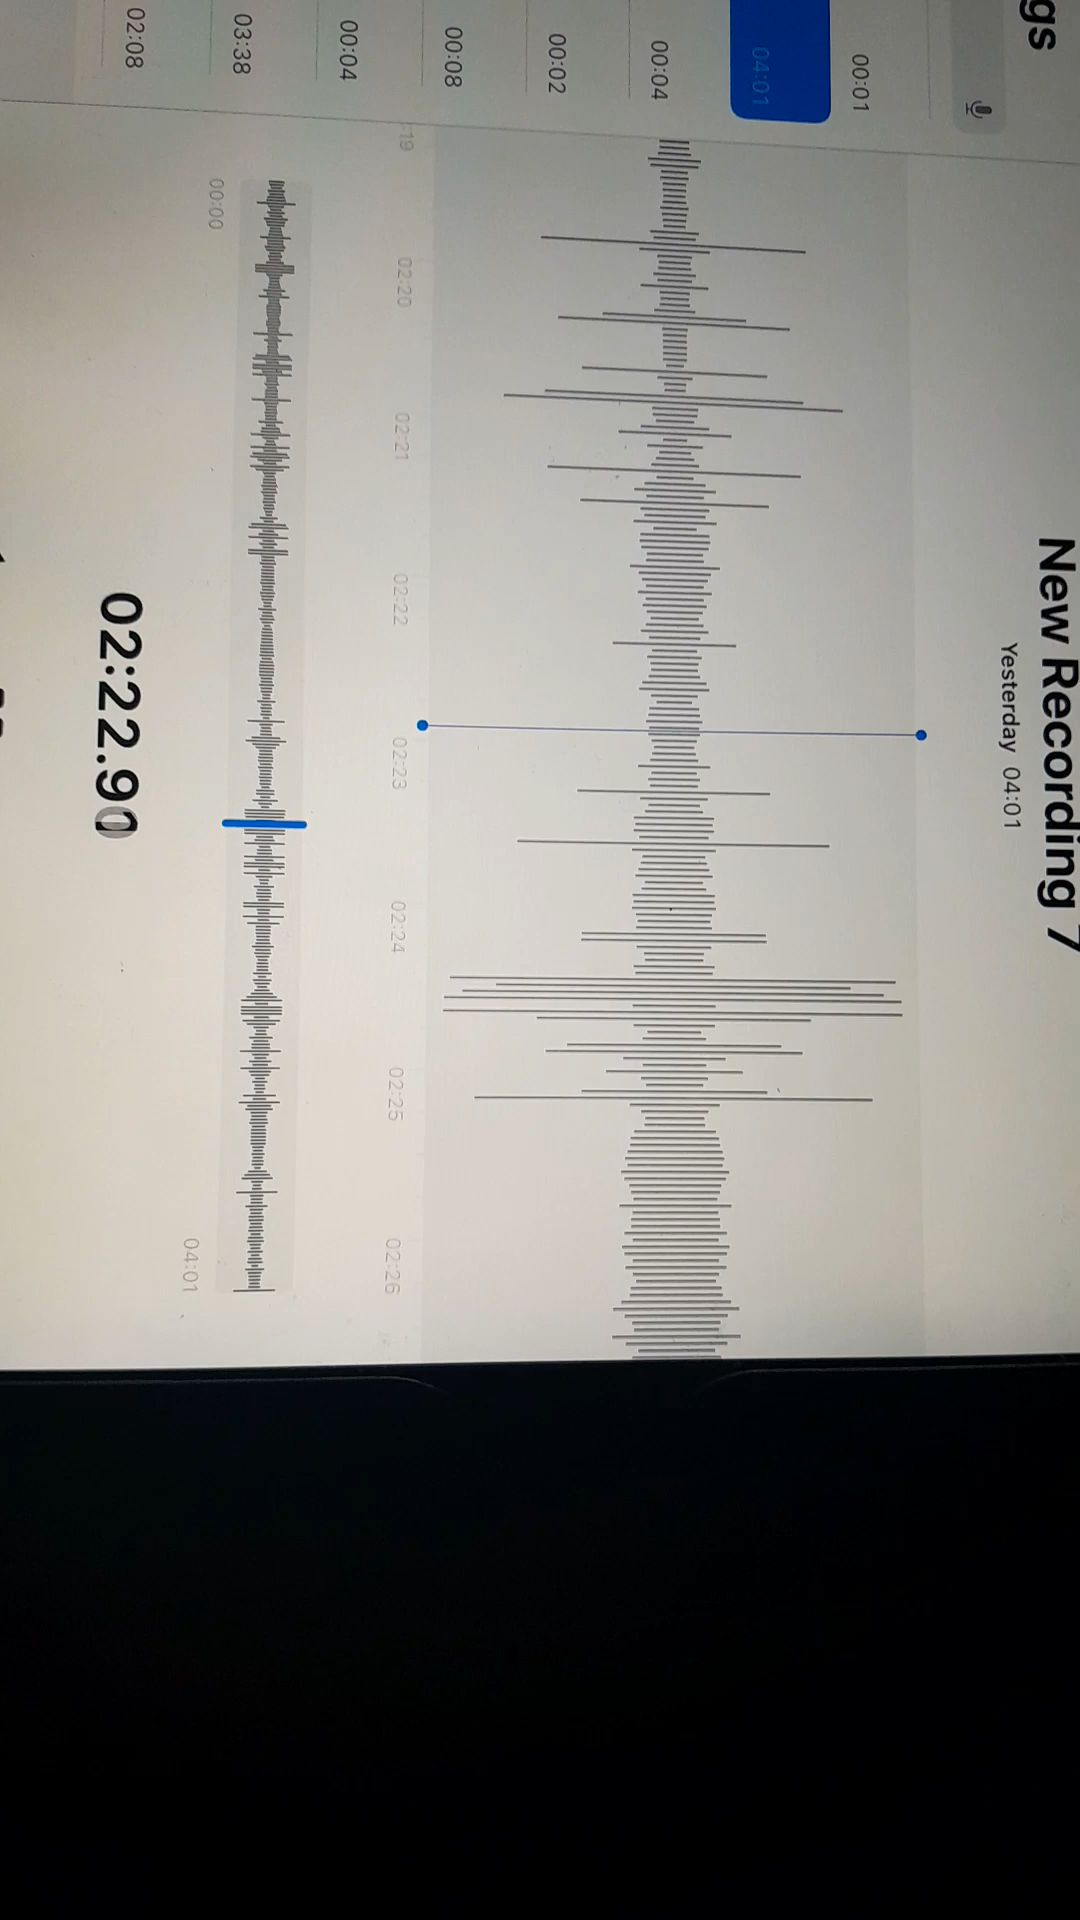 gs
00:01
04:01
00:04
00:02
00:08
00:04
03:38
02:08
New Recording 7
Yesterday 04:01
:19 02:20 02:21 02:22 02:23 02:24 02:25 02:26
00:00 04:01
02:22.90